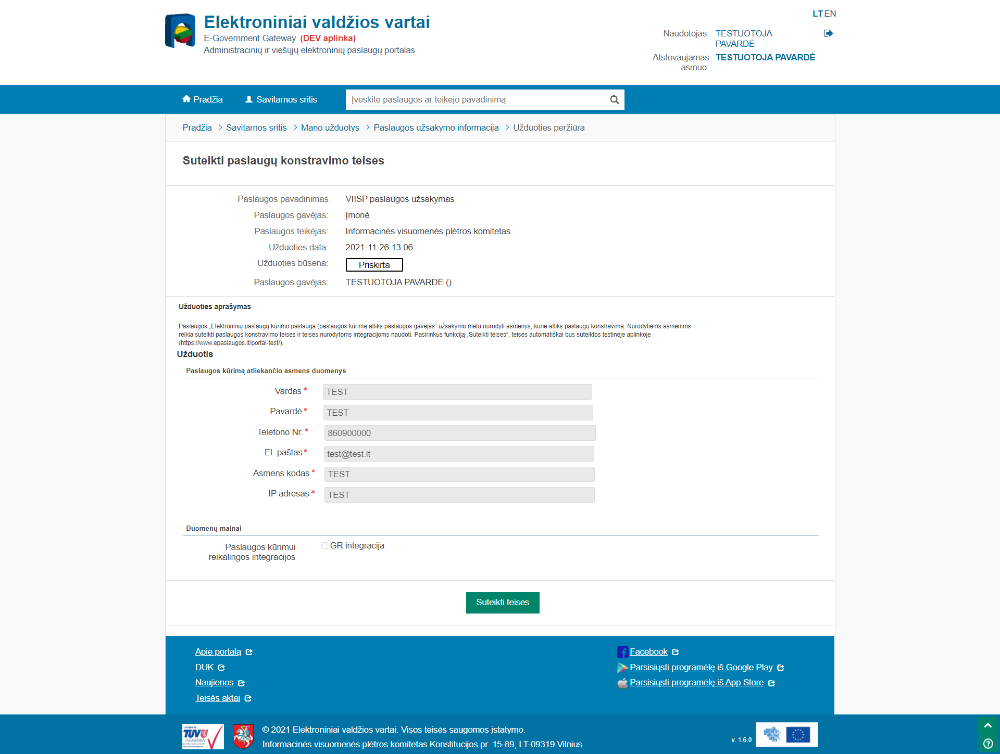 Elektroniniai valdžios vartai
E-Government Gateway (DEV aplinka)
Administracinių ir viešųjų elektroninių paslaugų portalas
LT EN
Naudotojas: TESTUOTOJA PAVARDĖ
Atstovaujamas asmuo: TESTUOTOJA PAVARDĖ
Pradžia Savitarnos sritis Įveskite paslaugos ar teikėjo pavadinimą
Pradžia > Savitarnos sritis > Mano užduotys > Paslaugos užsakymo informacija > Užduoties peržiūra
Suteikti paslaugų konstravimo teises
Paslaugos pavadinimas VIISP paslaugos užsakymas
Paslaugos gavėjas: Įmonė
Paslaugos teikėjas: Informacinės visuomenės plėtros komitetas
Užduoties data: 2021-11-26 13:06
Užduoties būsena: Priskirta
Paslaugos gavėjas: TESTUOTOJA PAVARDĖ ()
Užduoties aprašymas
Paslaugos „Elektroninių paslaugų kūrimo paslauga (paslaugos kūrimą atliks paslaugos gavėjas“ užsakymo metu nurodyti asmenys, kurie atliks paslaugų konstravimą. Nurodytiems asmenims
reikia suteikti paslaugos konstravimo teises ir teises nurodytoms integracijoms naudoti. Pasirinkus funkciją „Suteikti teises“, teisės automatiškai bus suteiktos testinėje aplinkoje
(https://www.epaslaugos.lt/portal-test/).
Užduotis
Paslaugos kūrimą atliekančio asmens duomenys
Vardas * TEST
Pavardė * TEST
Telefono Nr. * 860900000
El. paštas * test@test.lt
Asmens kodas * TEST
IP adresas * TEST
Duomenų mainai
Paslaugos kūrimui reikalingos integracijos GR integracija
Suteikti teises
Apie portalą
DUK
Naujienos
Teisės aktai
Facebook
Parsisiųsti programėlę iš Google Play
Parsisiųsti programėlę iš App Store
TÜV
THÜRINGEN
© 2021 Elektroniniai valdžios vartai. Visos teisės saugomos įstatymo.
Informacinės visuomenės plėtros komitetas Konstitucijos pr. 15-89, LT-09319 Vilnius
v. 1.6.0